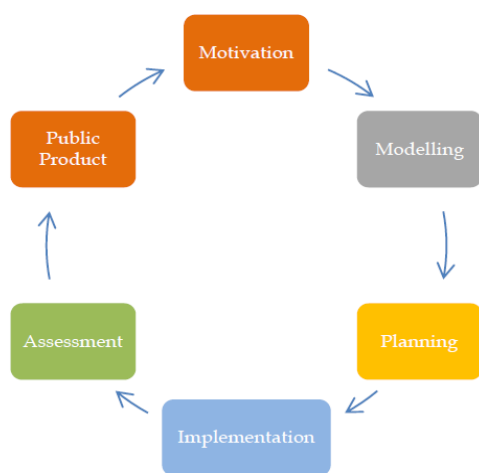 Motivation
Modelling
Planning
Implementation
Assessment
Public
Product